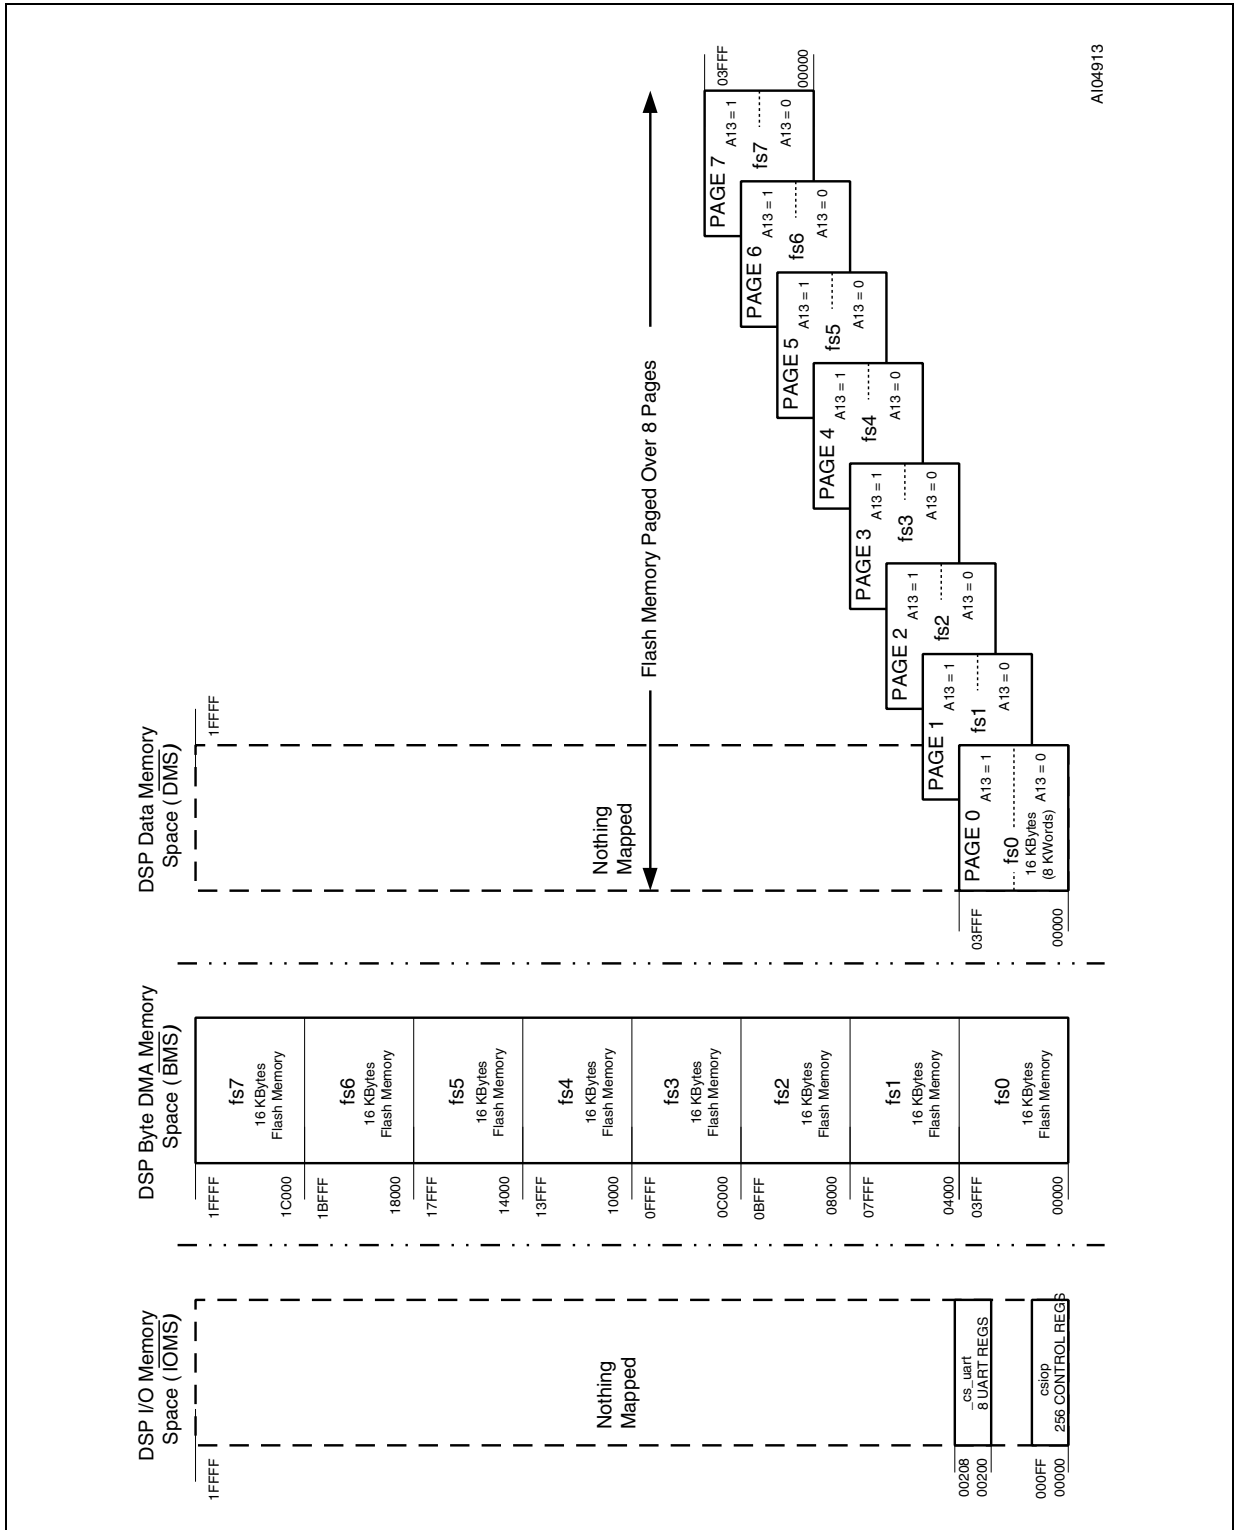 DSP I/O Memory
Space (IOMS)
1FFFF
Nothing
Mapped
00208
00200
_cs_uart
8 UART REGS
000FF
00000
csiop
256 CONTROL REGS
DSP Byte DMA Memory
Space (BMS)
1FFFF
fs7
16 KBytes
Flash Memory
1C000
1BFFF
fs6
16 KBytes
Flash Memory
18000
17FFF
fs5
16 KBytes
Flash Memory
14000
13FFF
fs4
16 KBytes
Flash Memory
10000
0FFFF
fs3
16 KBytes
Flash Memory
0C000
0BFFF
fs2
16 KBytes
Flash Memory
08000
07FFF
fs1
16 KBytes
Flash Memory
04000
03FFF
fs0
16 KBytes
Flash Memory
00000
DSP Data Memory
Space (DMS)
1FFFF
Nothing
Mapped
Flash Memory Paged Over 8 Pages
03FFF
PAGE 0
A13 = 1
fs0
16 KBytes
(8 KWords)
A13 = 0
00000
PAGE 1
A13 = 1
fs1
A13 = 0
PAGE 2
A13 = 1
fs2
A13 = 0
PAGE 3
A13 = 1
fs3
A13 = 0
PAGE 4
A13 = 1
fs4
A13 = 0
PAGE 5
A13 = 1
fs5
A13 = 0
PAGE 6
A13 = 1
fs6
A13 = 0
PAGE 7
A13 = 1
fs7
A13 = 0
03FFF
00000
AI04913